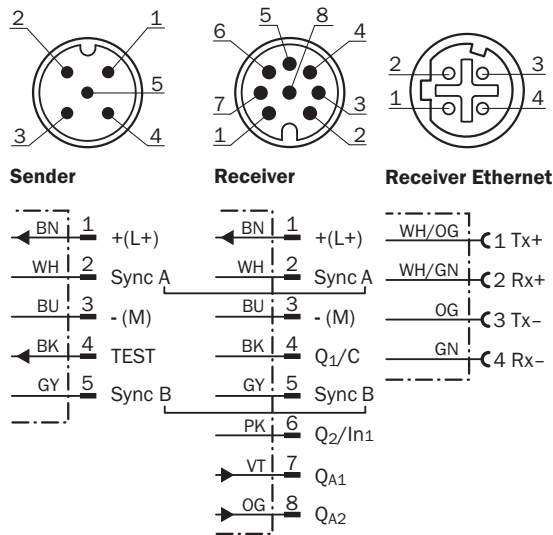 2 1
5
3 4
Sender
5 8
6 4
7 3
1 2
Receiver
2 3
1 4
Receiver Ethernet
BN 1 +(L+)
WH 2 Sync A
BU 3 - (M)
BK 4 TEST
GY 5 Sync B
BN 1 +(L+)
WH 2 Sync A
BU 3 - (M)
BK 4 Q1/C
GY 5 Sync B
PK 6 Q2/In1
VT 7 QA1
OG 8 QA2
WH/OG 1 Tx+
WH/GN 2 Rx+
OG 3 Tx–
GN 4 Rx–